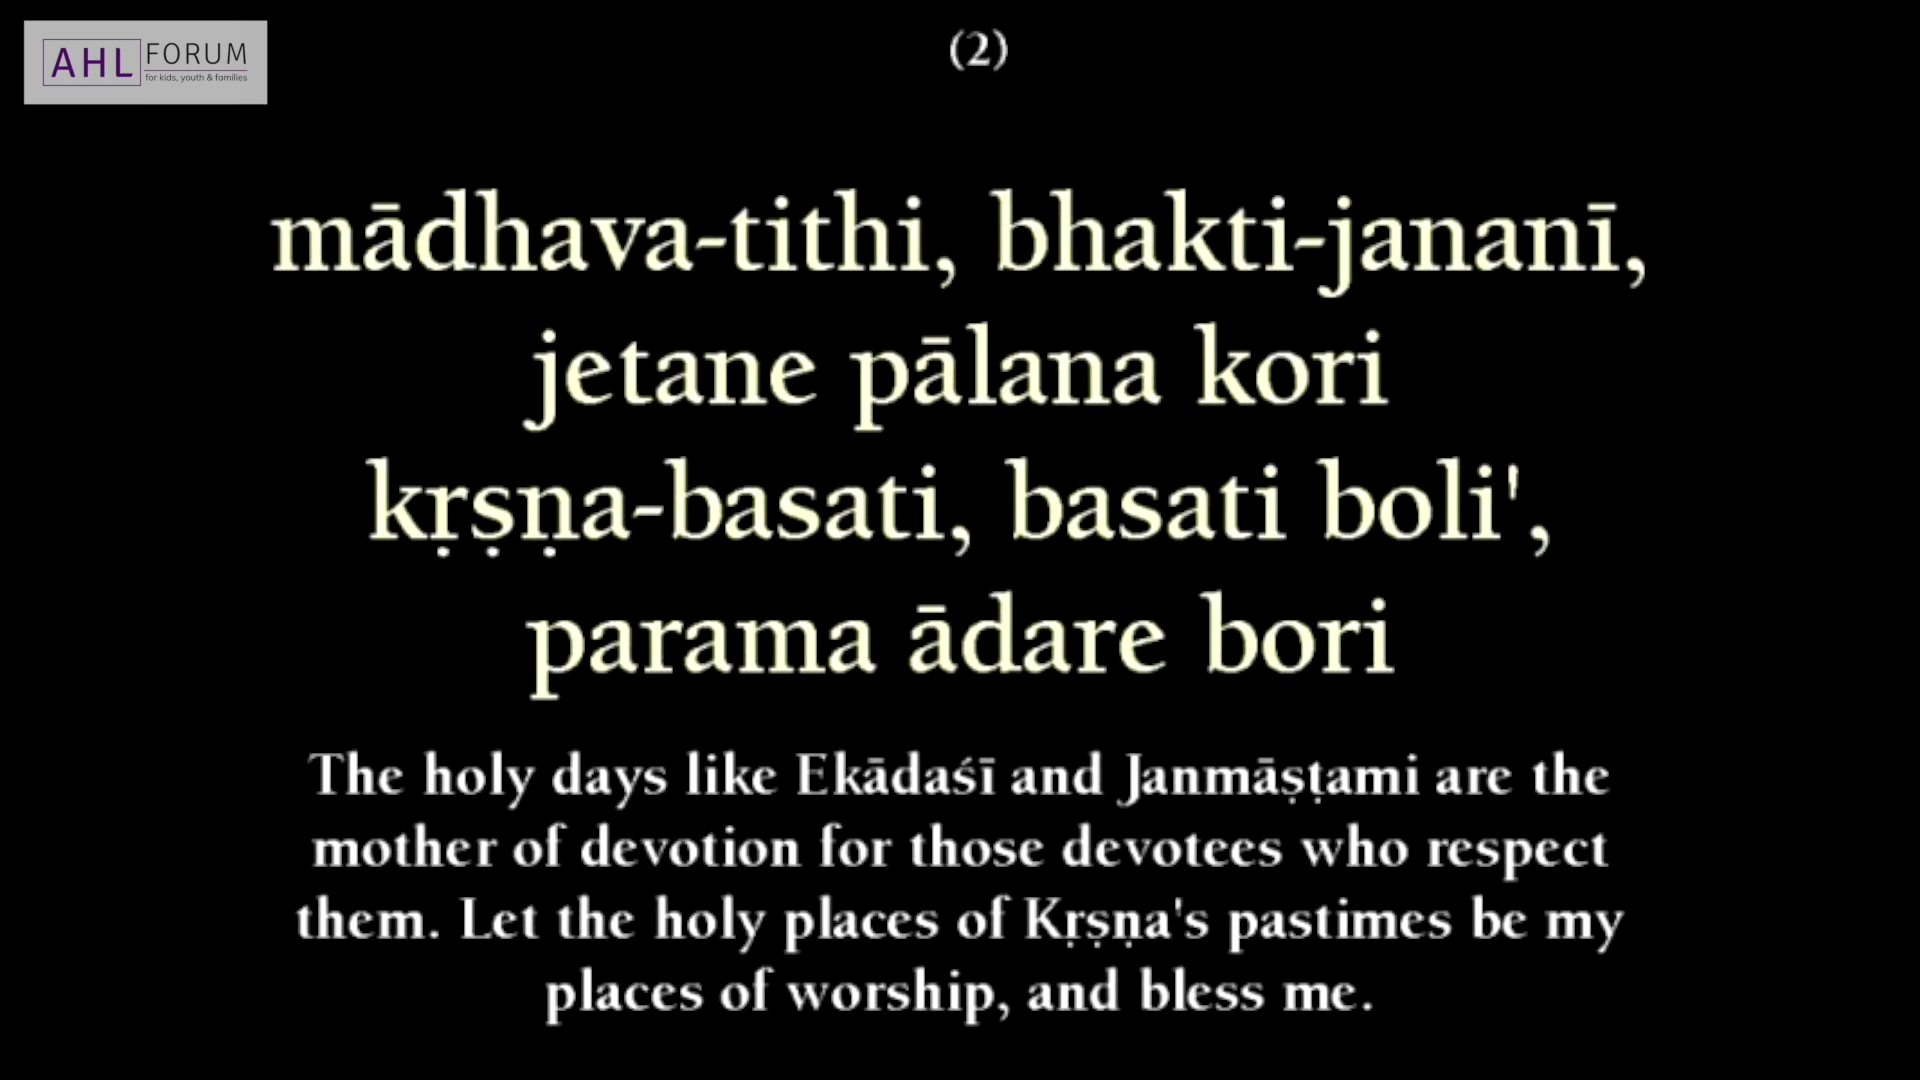 AHL FORUM
for kids, youth & families
(2)
mādhava-tithi, bhakti-jananī,
jetane pālana kori
kṛṣṇa-basati, basati boli',
parama ādare bori
The holy days like Ekādaśī and Janmāṣṭami are the
mother of devotion for those devotees who respect
them. Let the holy places of Kṛṣṇa's pastimes be my
places of worship, and bless me.